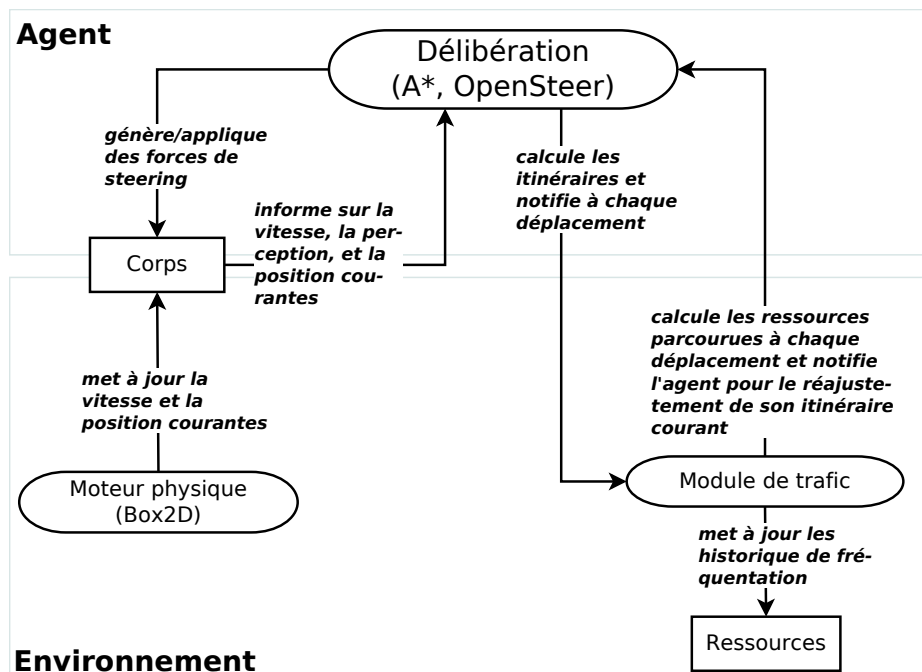 Agent
Délibération
(A*, OpenSteer)
génère/applique
des forces de
steering
calcule les
itinéraires et
notifie à chaque
déplacement
informe sur la
vitesse, la per-
ception, et la
position cou-
rantes
Corps
calcule les ressources
parcourues à chaque
déplacement et notifie
l'agent pour le réajuste-
tement de son itinéraire
courant
met à jour la
vitesse et la
position courantes
Moteur physique
(Box2D)
Module de trafic
met à jour les
historique de fré-
quentation
Ressources
Environnement